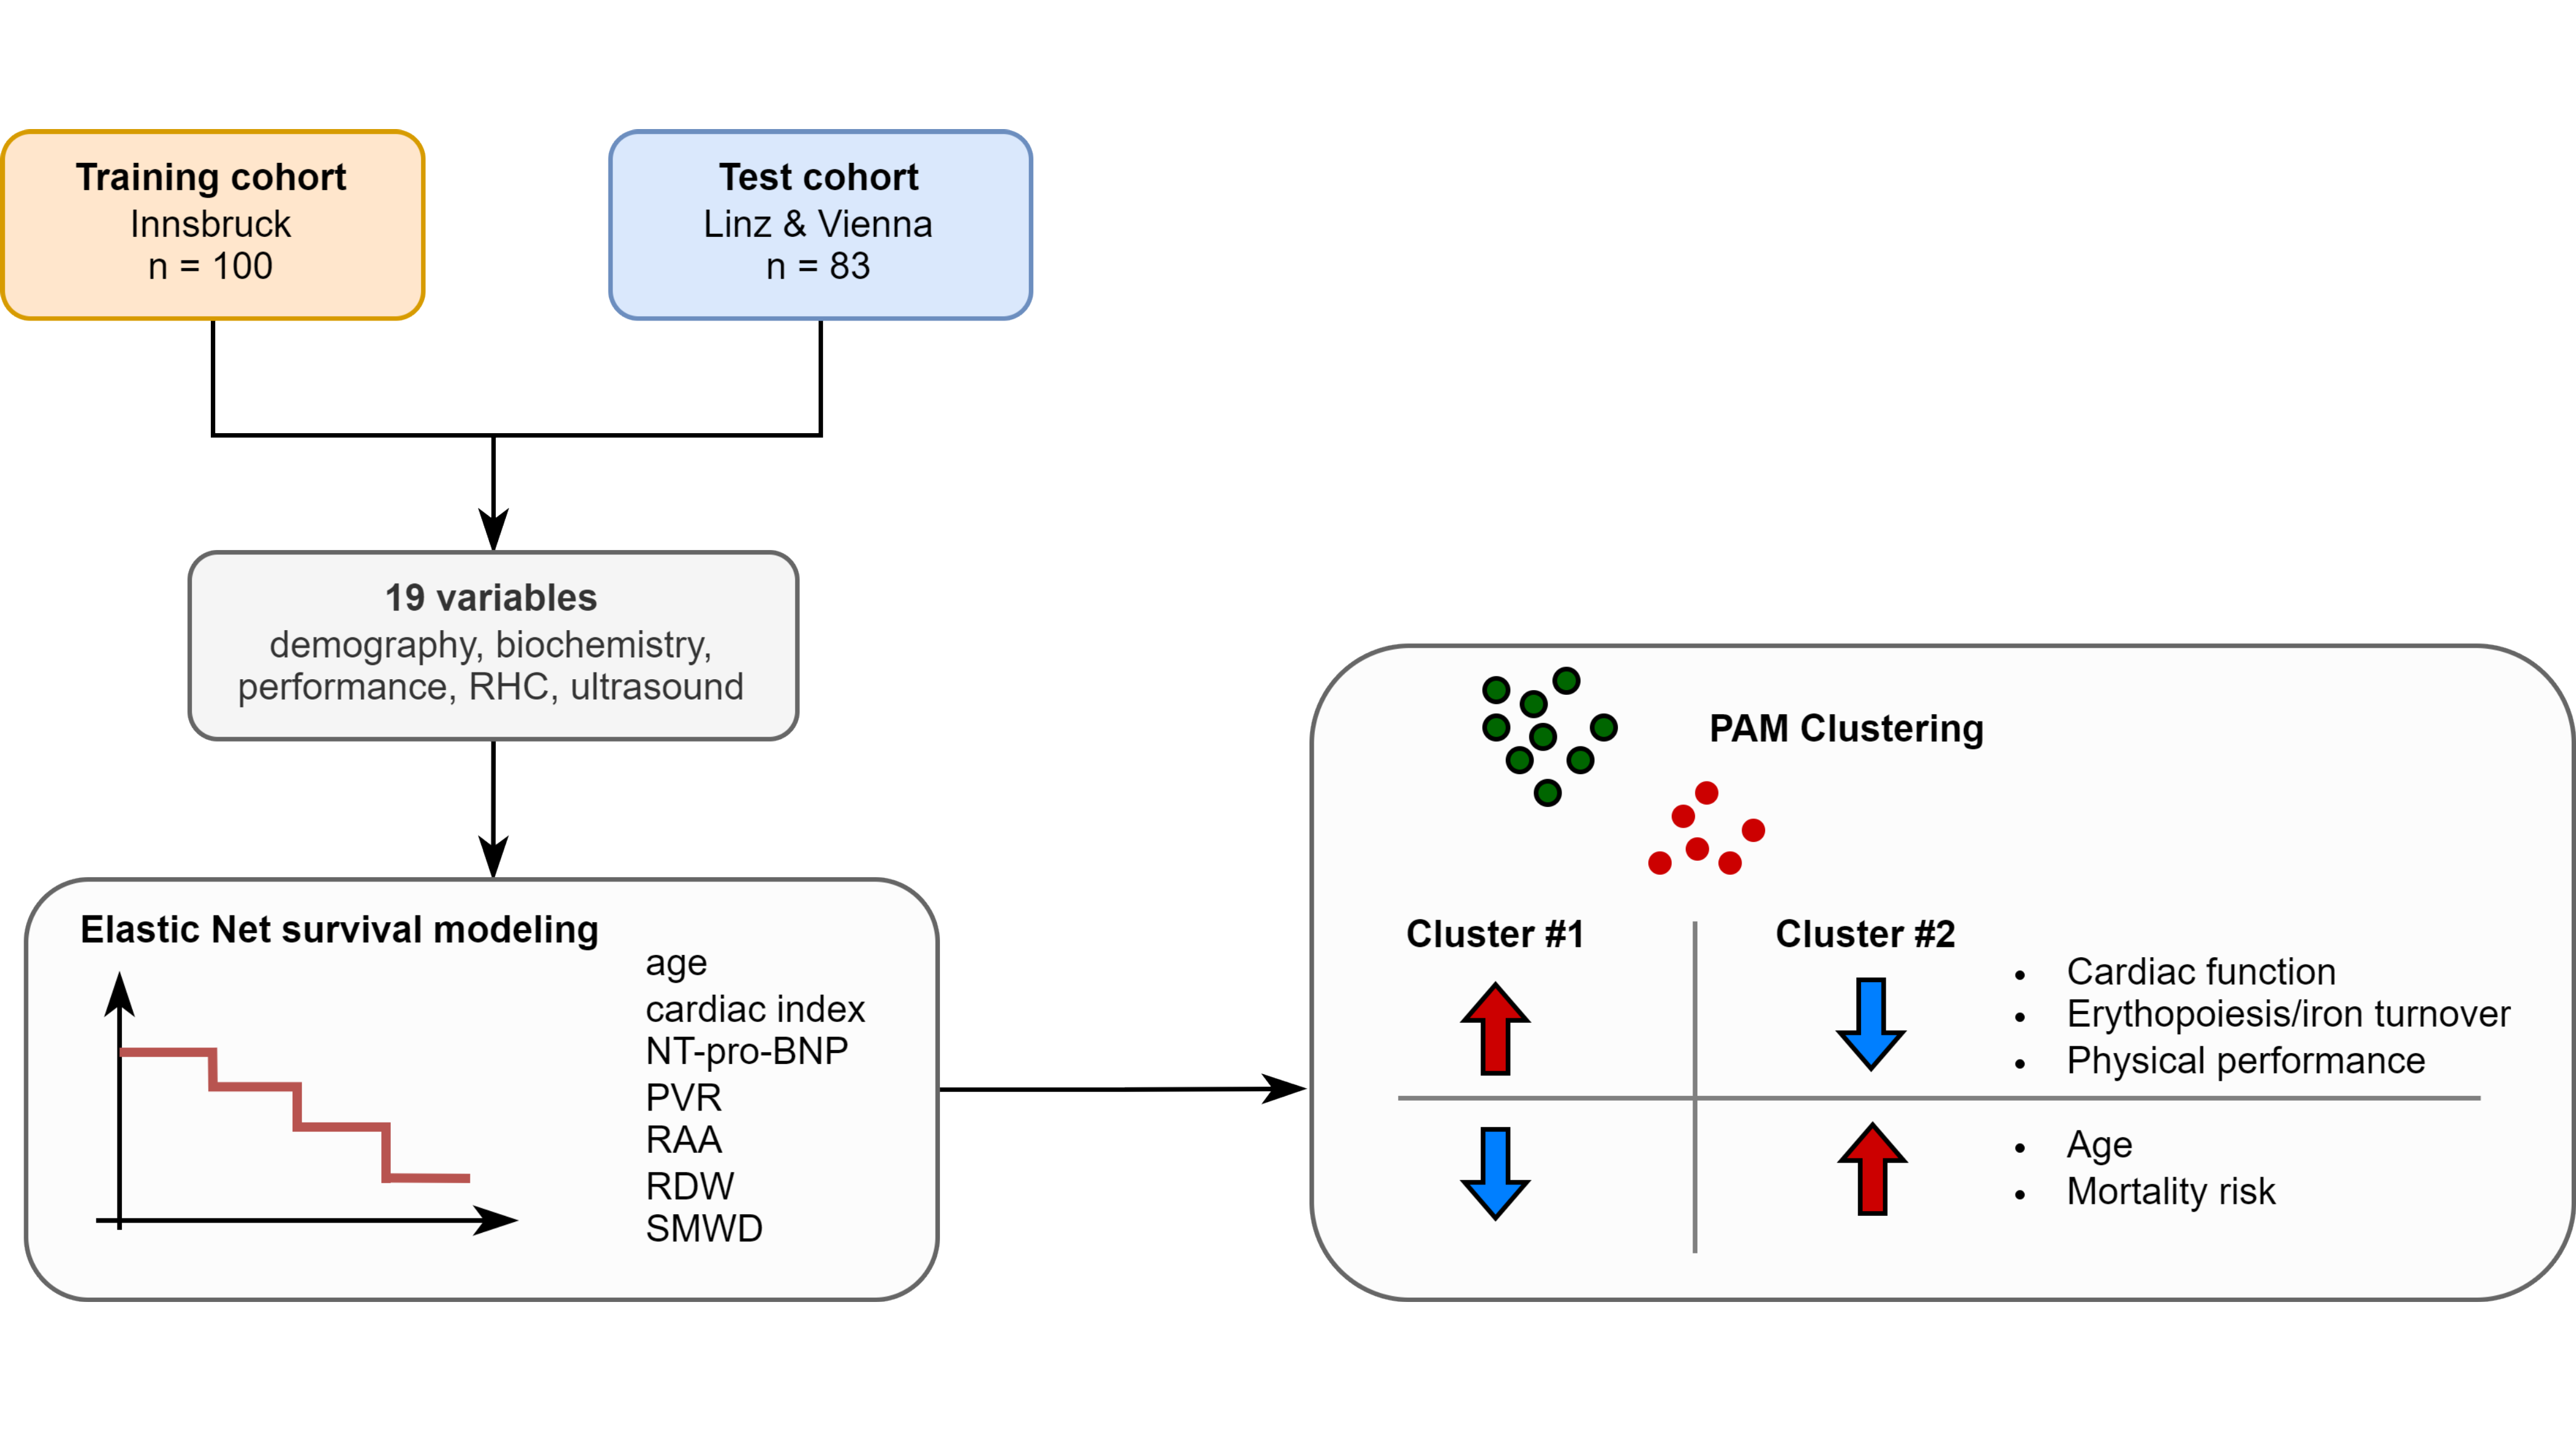 Training cohort
Innsbruck
n = 100
Test cohort
Linz & Vienna
n = 83
19 variables
demography, biochemistry,
performance, RHC, ultrasound
Elastic Net survival modeling
age
cardiac index
NT-pro-BNP
PVR
RAA
RDW
SMWD
PAM Clustering
Cluster #1
Cluster #2
• Cardiac function
• Erythopoiesis/iron turnover
• Physical performance
• Age
• Mortality risk